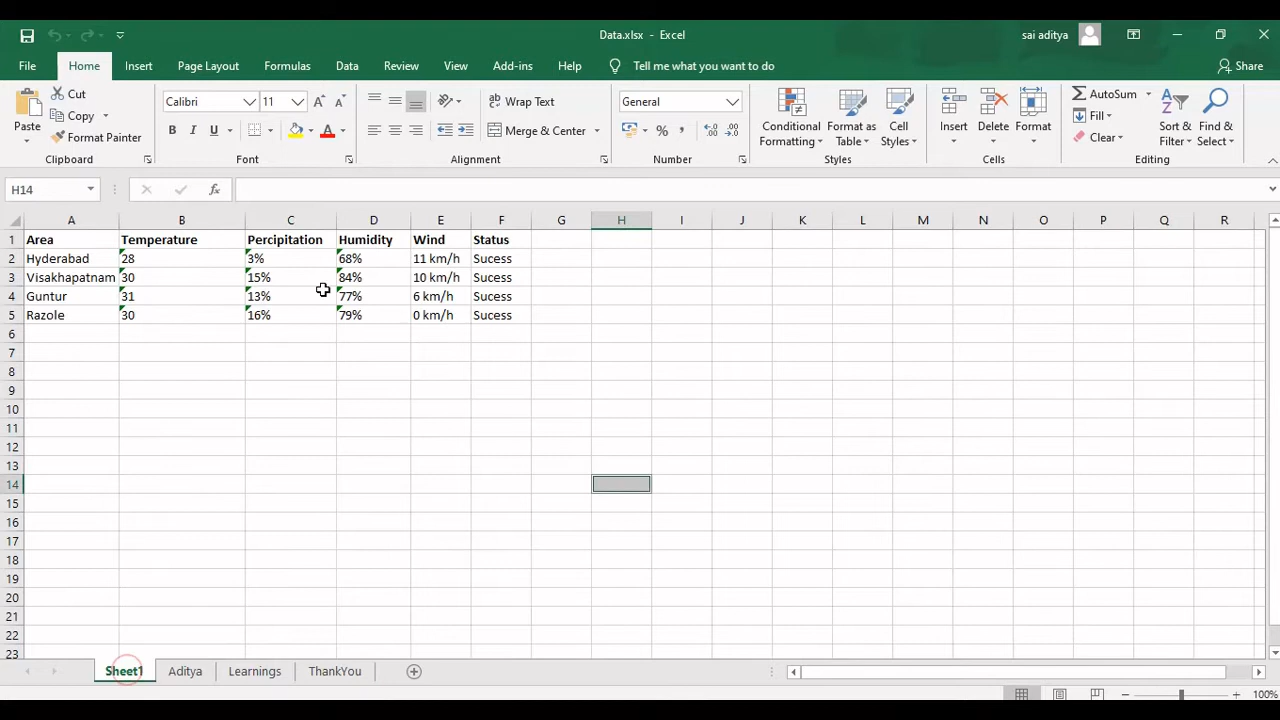 Data.xlsx - Excel
sai aditya
File Home Insert Page Layout Formulas Data Review View Add-ins Help Tell me what you want to do Share
Paste
Cut
Copy
Format Painter
Clipboard
Calibri 11
B I U
A
Font
Wrap Text
Merge & Center
Alignment
General
% ,
Number
Conditional Formatting
Format as Table
Cell Styles
Styles
Insert
Delete
Format
Cells
AutoSum
Fill
Clear
Sort & Filter
Find & Select
Editing
H14 fx
A B C D E F G H I J K L M N O P Q R
1 Area Temperature Percipitation Humidity Wind Status
2 Hyderabad 28 3% 68% 11 km/h Sucess
3 Visakhapatnam 30 15% 84% 10 km/h Sucess
4 Guntur 31 13% 77% 6 km/h Sucess
5 Razole 30 16% 79% 0 km/h Sucess
6
7
8
9
10
11
12
13
14
15
16
17
18
19
20
21
22
23
Sheet1 Aditya Learnings ThankYou
100%